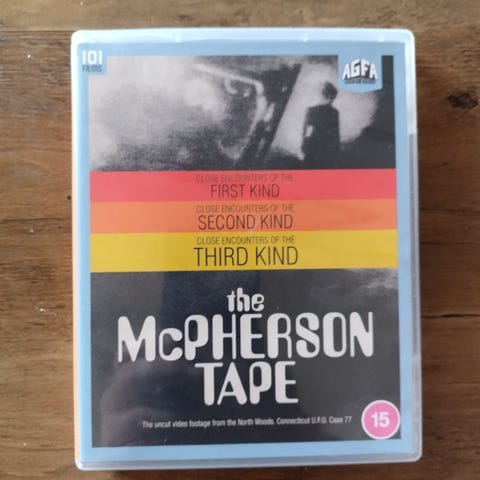 101
FILMS
AGFA
CLOSE ENCOUNTERS OF THE
FIRST KIND
CLOSE ENCOUNTERS OF THE
SECOND KIND
CLOSE ENCOUNTERS OF THE
THIRD KIND
the
McPHERSON
TAPE
The uncut video footage from the North Woods. Connecticut U.F.O. Case 77
15